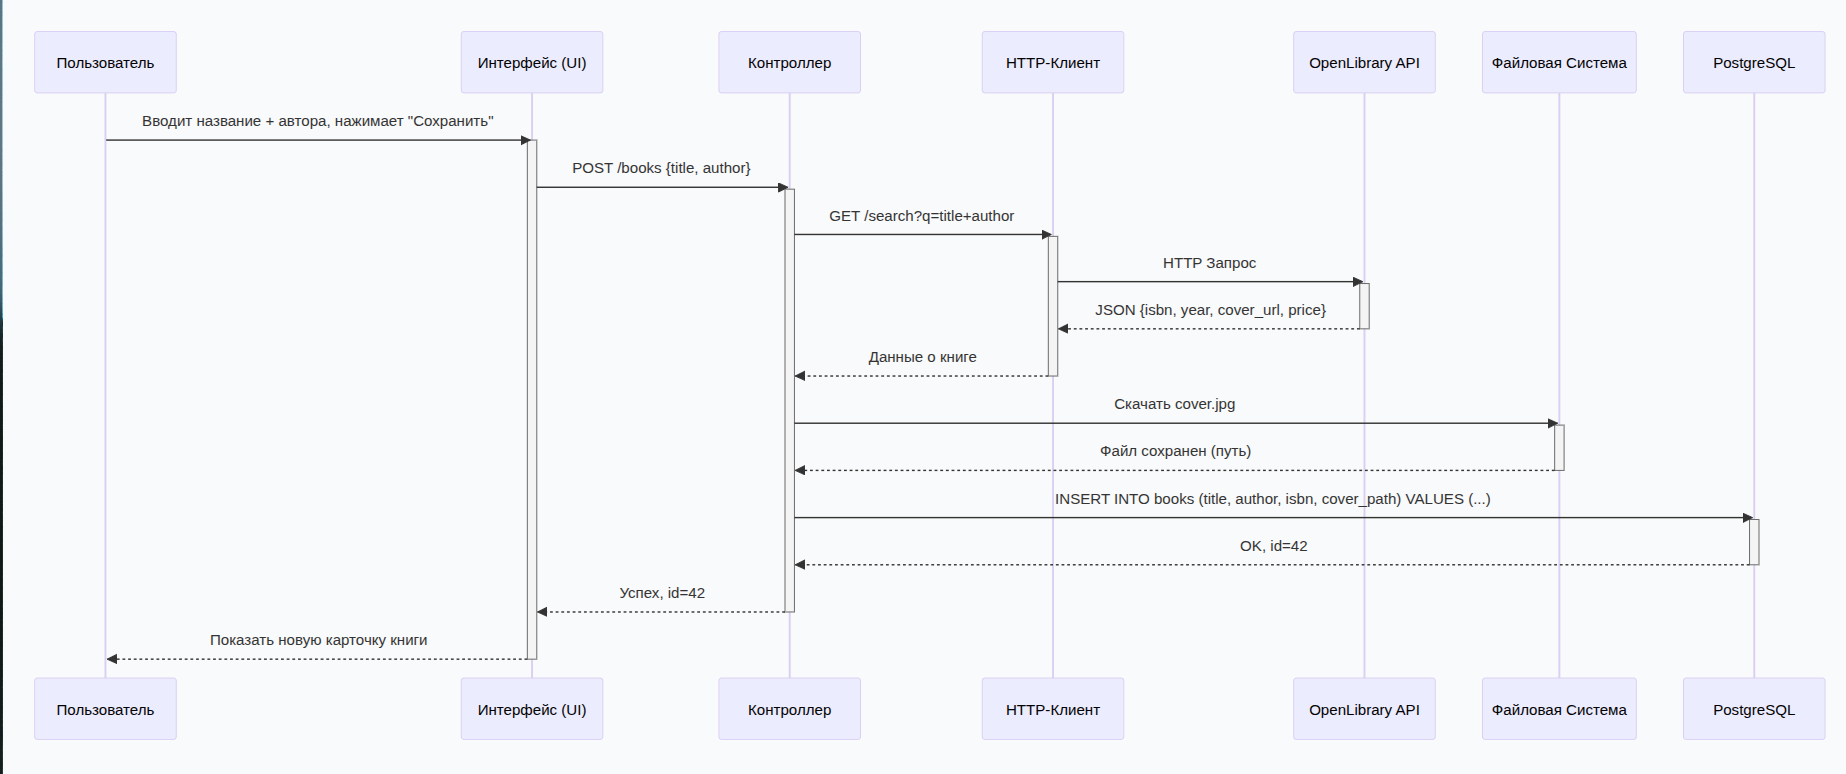 Пользователь
Интерфейс (UI)
Контроллер
HTTP-Клиент
OpenLibrary API
Файловая Система
PostgreSQL
Вводит название + автора, нажимает "Сохранить"
POST /books {title, author}
GET /search?q=title+author
HTTP Запрос
JSON {isbn, year, cover_url, price}
Данные о книге
Скачать cover.jpg
Файл сохранен (путь)
INSERT INTO books (title, author, isbn, cover_path) VALUES (...)
OK, id=42
Успех, id=42
Показать новую карточку книги
Пользователь
Интерфейс (UI)
Контроллер
HTTP-Клиент
OpenLibrary API
Файловая Система
PostgreSQL